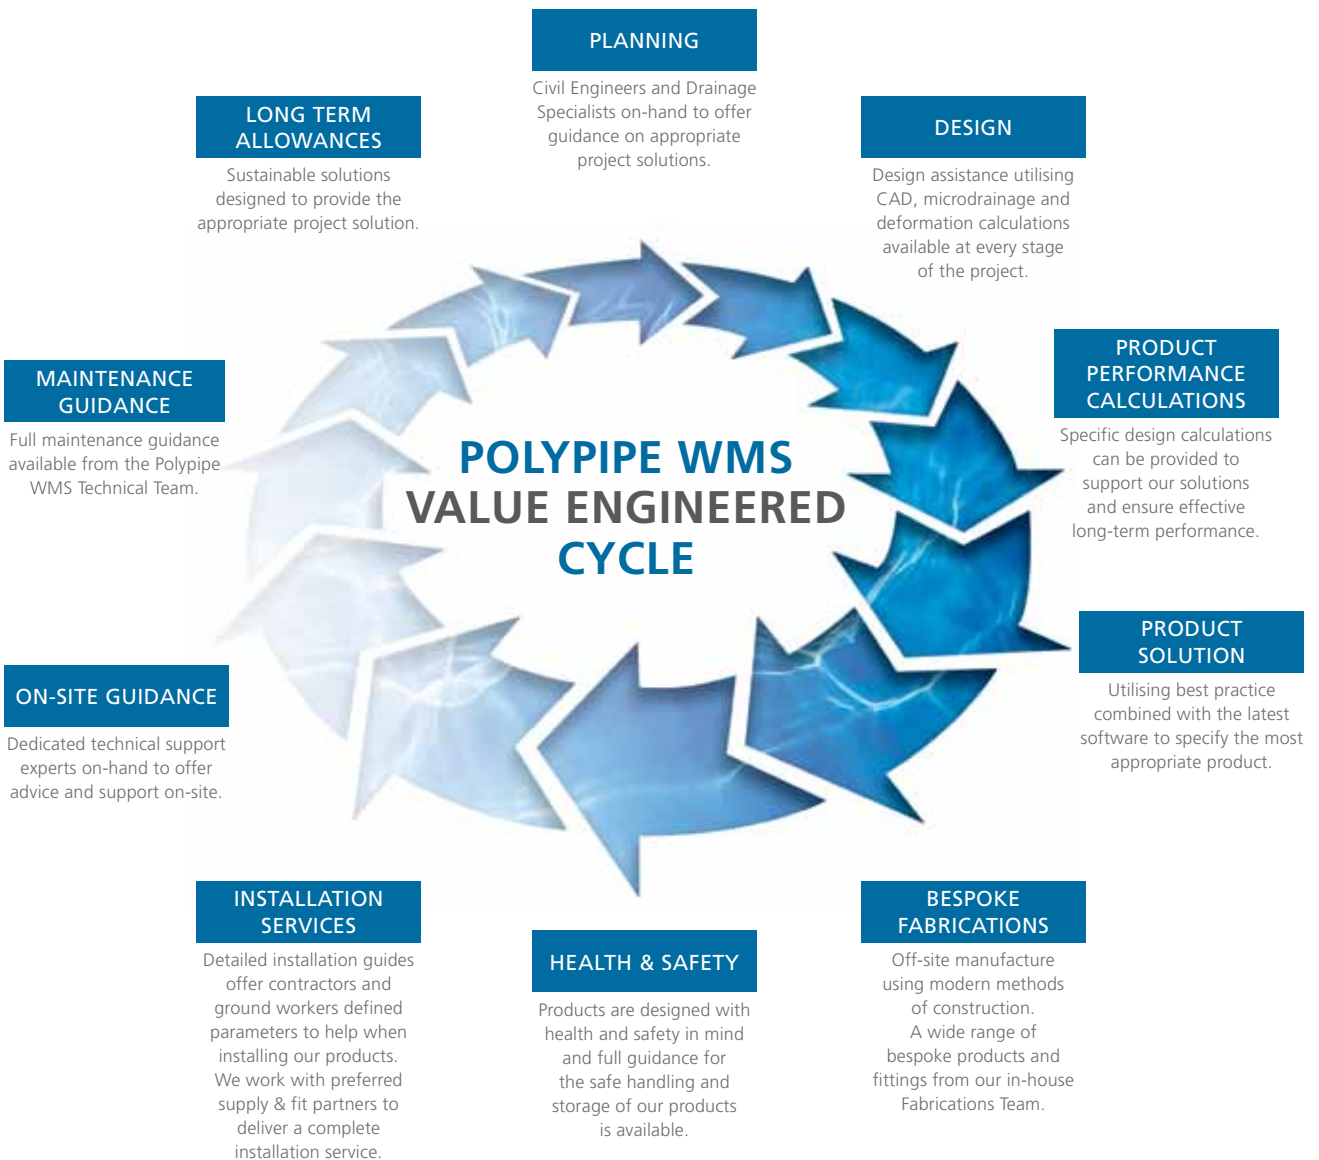 PLANNING
Civil Engineers and Drainage
Specialists on-hand to offer
guidance on appropriate
project solutions.
DESIGN
Design assistance utilising
CAD, microdrainage and
deformation calculations
available at every stage
of the project.
PRODUCT
PERFORMANCE
CALCULATIONS
Specific design calculations
can be provided to
support our solutions
and ensure effective
long-term performance.
PRODUCT
SOLUTION
Utilising best practice
combined with the latest
software to specify the most
appropriate product.
BESPOKE
FABRICATIONS
Off-site manufacture
using modern methods
of construction.
A wide range of
bespoke products and
fittings from our in-house
Fabrications Team.
HEALTH & SAFETY
Products are designed with
health and safety in mind
and full guidance for
the safe handling and
storage of our products
is available.
INSTALLATION
SERVICES
Detailed installation guides
offer contractors and
ground workers defined
parameters to help when
installing our products.
We work with preferred
supply & fit partners to
deliver a complete
installation service.
ON-SITE GUIDANCE
Dedicated technical support
experts on-hand to offer
advice and support on-site.
MAINTENANCE
GUIDANCE
Full maintenance guidance
available from the Polypipe
WMS Technical Team.
LONG TERM
ALLOWANCES
Sustainable solutions
designed to provide the
appropriate project solution.
POLYPIPE WMS
VALUE ENGINEERED
CYCLE